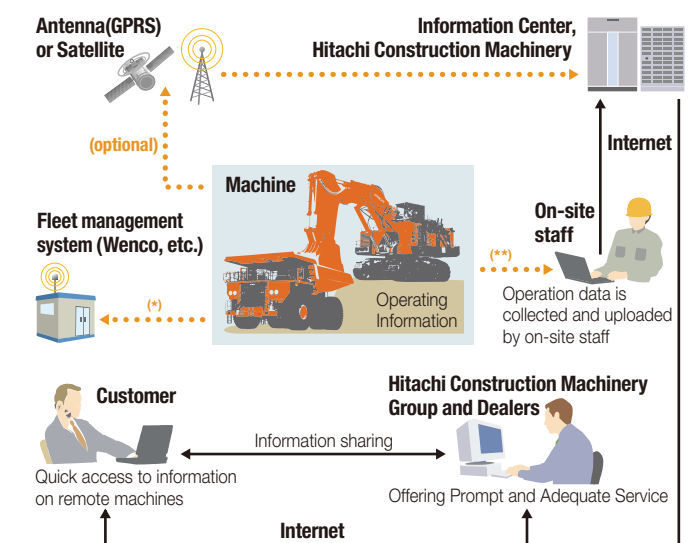 Antenna(GPRS)
or Satellite
Information Center,
Hitachi Construction Machinery
(optional)
Internet
Machine
Fleet management
system (Wenco, etc.)
On-site
staff
(**)
(*)
Operating
Information
Operation data is
collected and uploaded
by on-site staff
Customer
Hitachi Construction Machinery
Group and Dealers
Information sharing
Quick access to information
on remote machines
Offering Prompt and Adequate Service
Internet